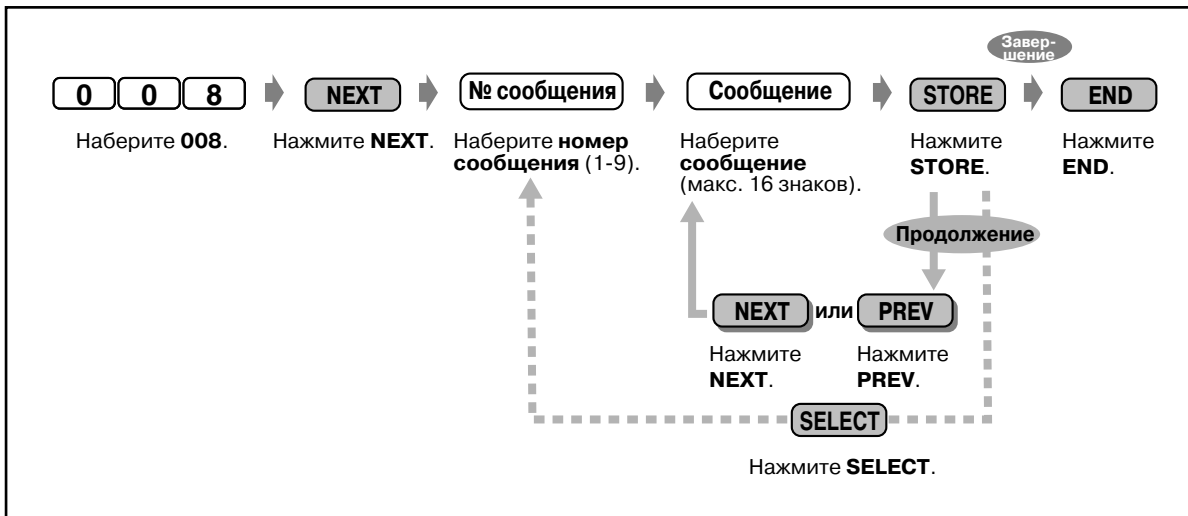 Завер-
шение
0 0 8 NEXT № сообщения Сообщение STORE END
Наберите 008. Нажмите NEXT. Наберите номер сообщения (1-9).
Наберите сообщение (макс. 16 знаков).
Нажмите STORE.
Нажмите END.
Продолжение
NEXT или PREV
Нажмите NEXT.
Нажмите PREV.
SELECT
Нажмите SELECT.